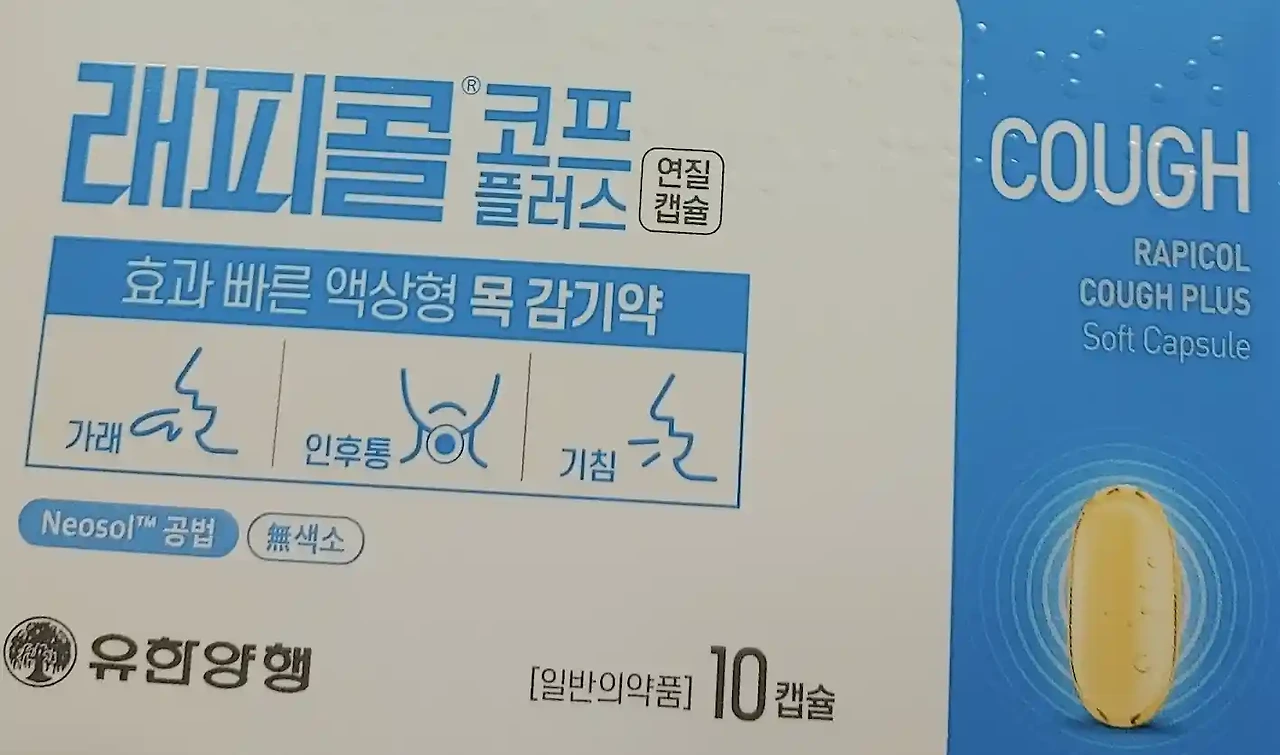 래피콜® 코프
플러스
연질
캡슐
효과 빠른 액상형 목 감기약
가래
인후통
기침
Neosol™ 공법
無색소
유한양행
[일반의약품] 10캡슐
COUGH
RAPICOL
COUGH PLUS
Soft Capsule